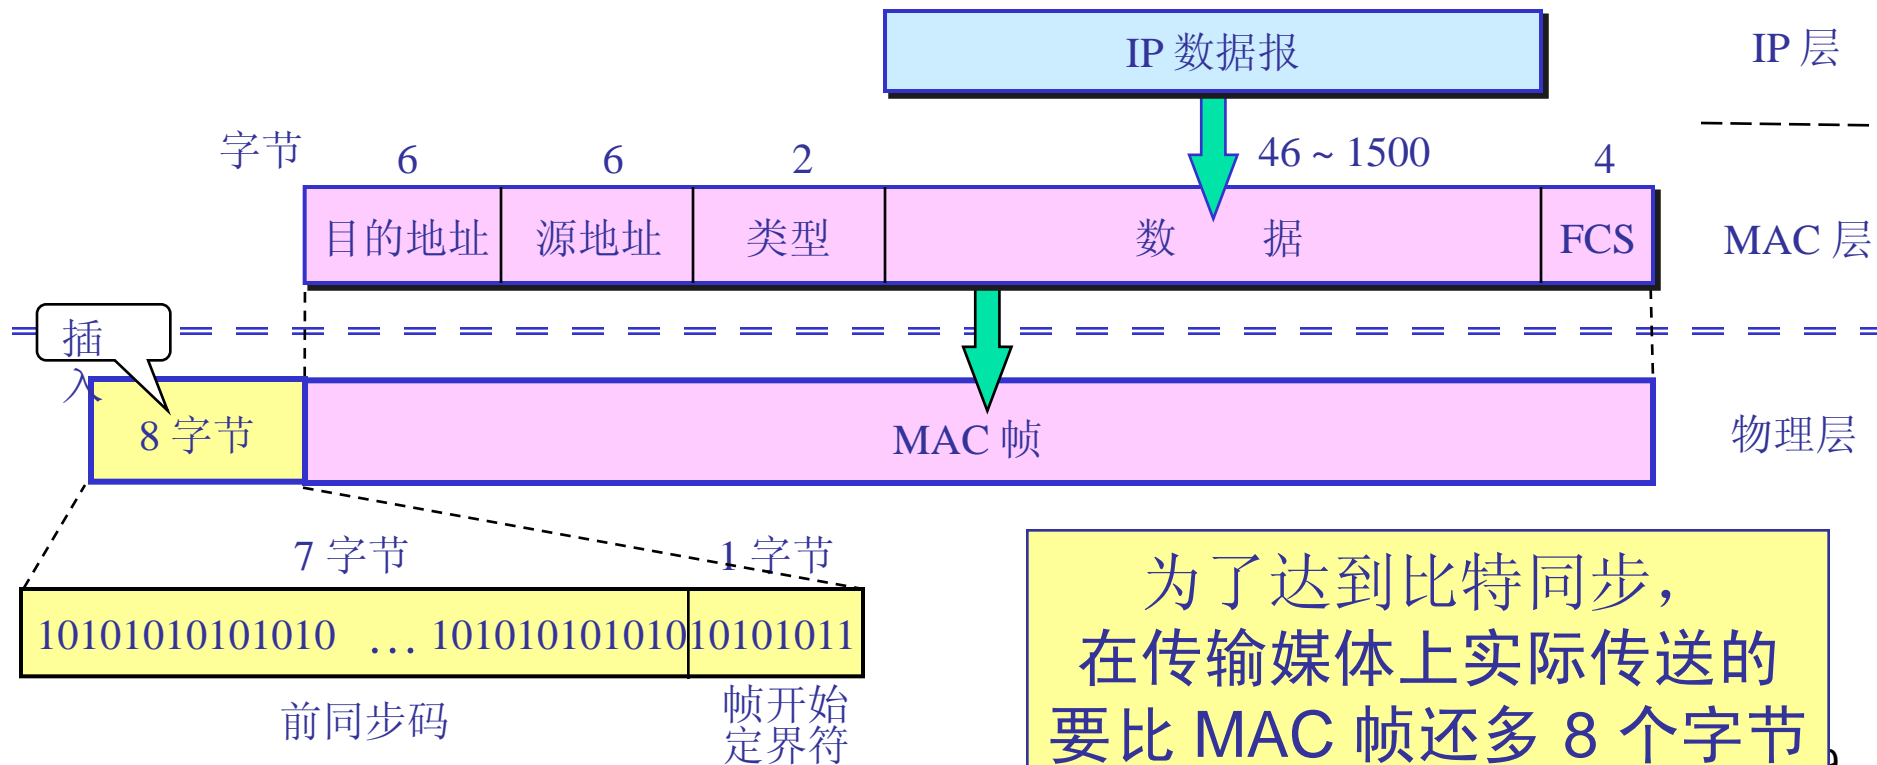 IP 数据报
IP 层
字节 6 6 2 46 ~ 1500 4
目的地址 源地址 类型 数 据 FCS MAC 层
插
入
8 字节 MAC 帧 物理层
7 字节 1 字节
10101010101010 … 101010101010 10101011
前同步码
帧开始
定界符
为了达到比特同步，
在传输媒体上实际传送的
要比 MAC 帧还多 8 个字节